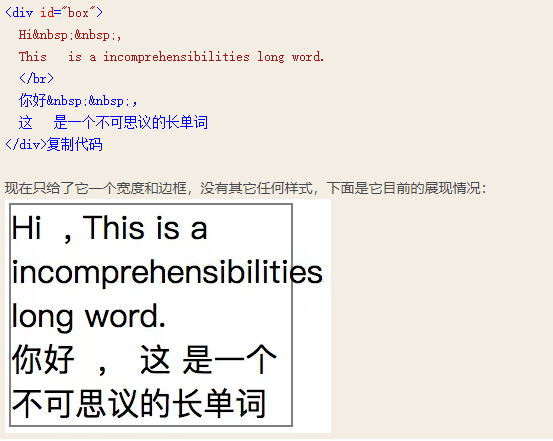 <div id="box">
Hi&nbsp;&nbsp;,
This   is a incomprehensibilities long word.
</br>
你好&nbsp;&nbsp;，
这   是一个不可思议的长单词
</div>复制代码
现在只给了它一个宽度和边框，没有其它任何样式，下面是它目前的展现情况：
Hi  , This is a
incomprehensibilities
long word.
你好  ， 这 是一个
不可思议的长单词